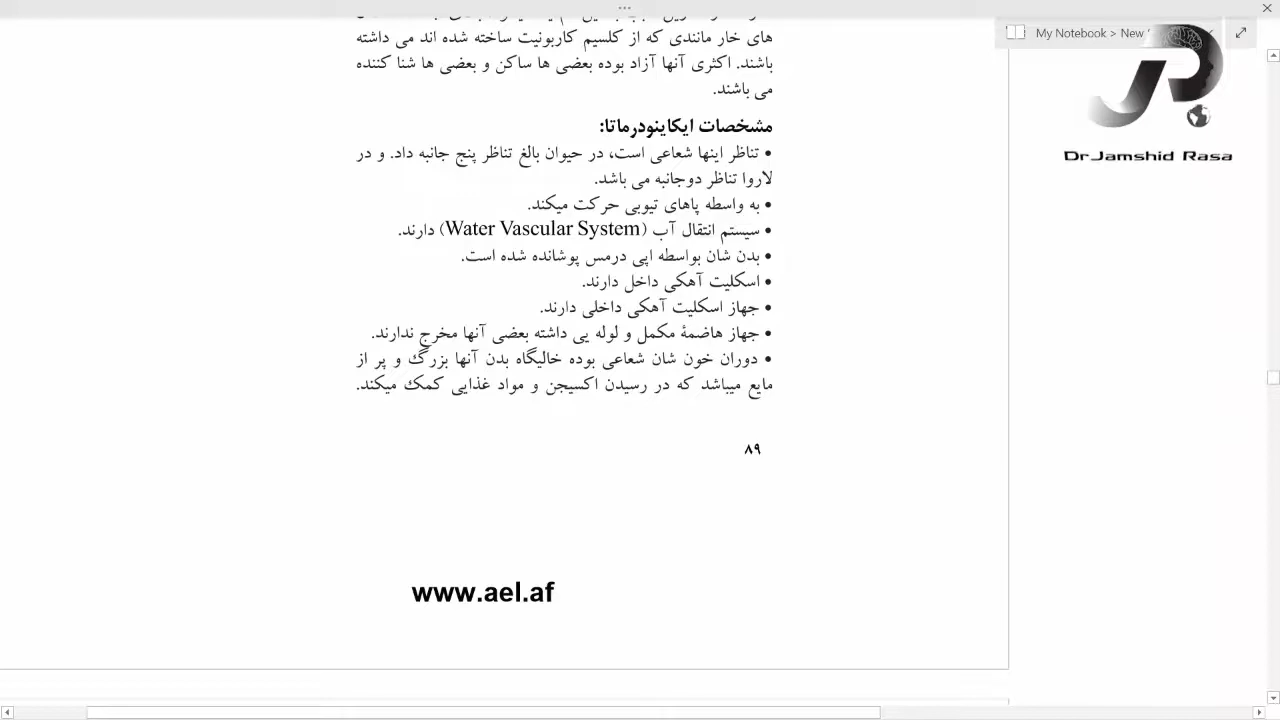 های خار مانندی که از کلسیم کاربونیت ساخته شده اند می داشته
باشند. اکثری آنها آزاد بوده بعضی ها ساکن و بعضی ها شنا کننده
می باشند.
مشخصات ایکاینودرماتا:
• تناظر اینها شعاعی است، در حیوان بالغ تناظر پنج جانبه داد. و در
لاروا تناظر دوجانبه می باشد.
• به واسطه پاهای تیوبی حرکت میکند.
• سیستم انتقال آب (Water Vascular System) دارند.
• بدن شان بواسطه اپی درمس پوشانده شده است.
• اسکلیت آهکی داخل دارند.
• جهاز اسکلیت آهکی داخلی دارند.
• جهاز هاضمهٔ مکمل و لوله یی داشته بعضی آنها مخرج ندارند.
• دوران خون شان شعاعی بوده خالیگاه بدن آنها بزرگ و پر از
مایع میباشد که در رسیدن اکسیجن و مواد غذایی کمک میکند.
۸۹
www.ael.af
My Notebook > New
Dr.Jamshid Rasa